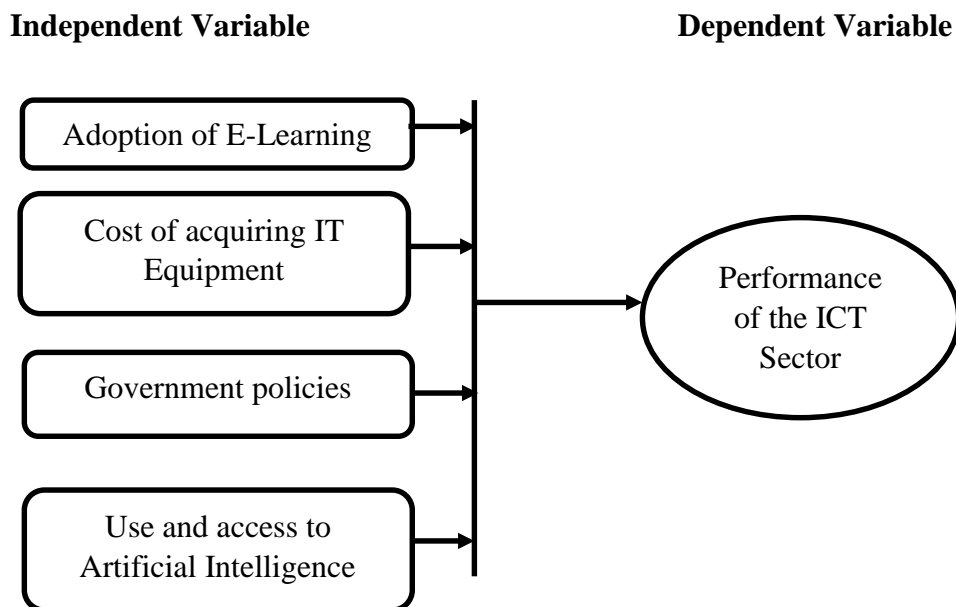 Independent Variable
Dependent Variable
Adoption of E-Learning
Cost of acquiring IT
Equipment
Government policies
Use and access to
Artificial Intelligence
Performance
of the ICT
Sector